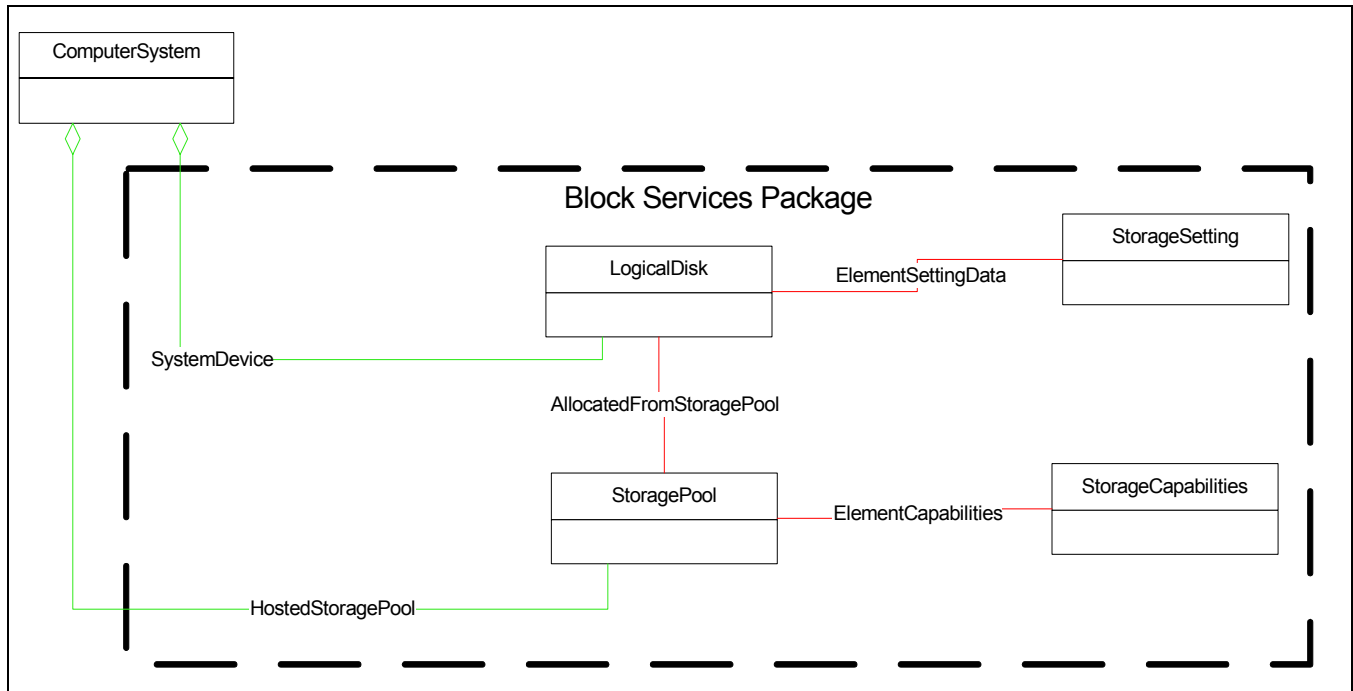 ComputerSystem
Block Services Package
StorageSetting
LogicalDisk
ElementSettingData
SystemDevice
AllocatedFromStoragePool
StoragePool
StorageCapabilities
ElementCapabilities
HostedStoragePool